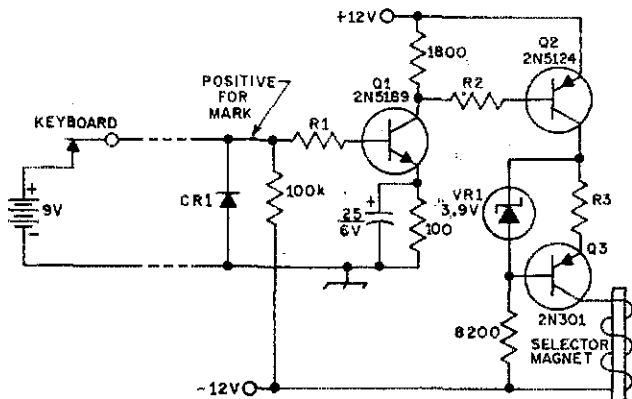 +12V
Q2
2N5124
1800
POSITIVE
FOR
MARK
Q1
2N5189
R2
KEYBOARD
R1
+
9V
-
CR1
100k
+
25
6V
100
VR1
3.9V
R3
Q3
2N301
8200
SELECTOR
MAGNET
-12V